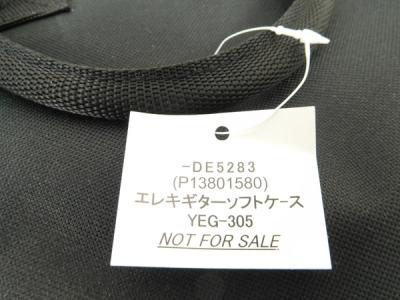 -DE5283
(P13801580)
エレキギターソフトケース
YEG-305
NOT FOR SALE